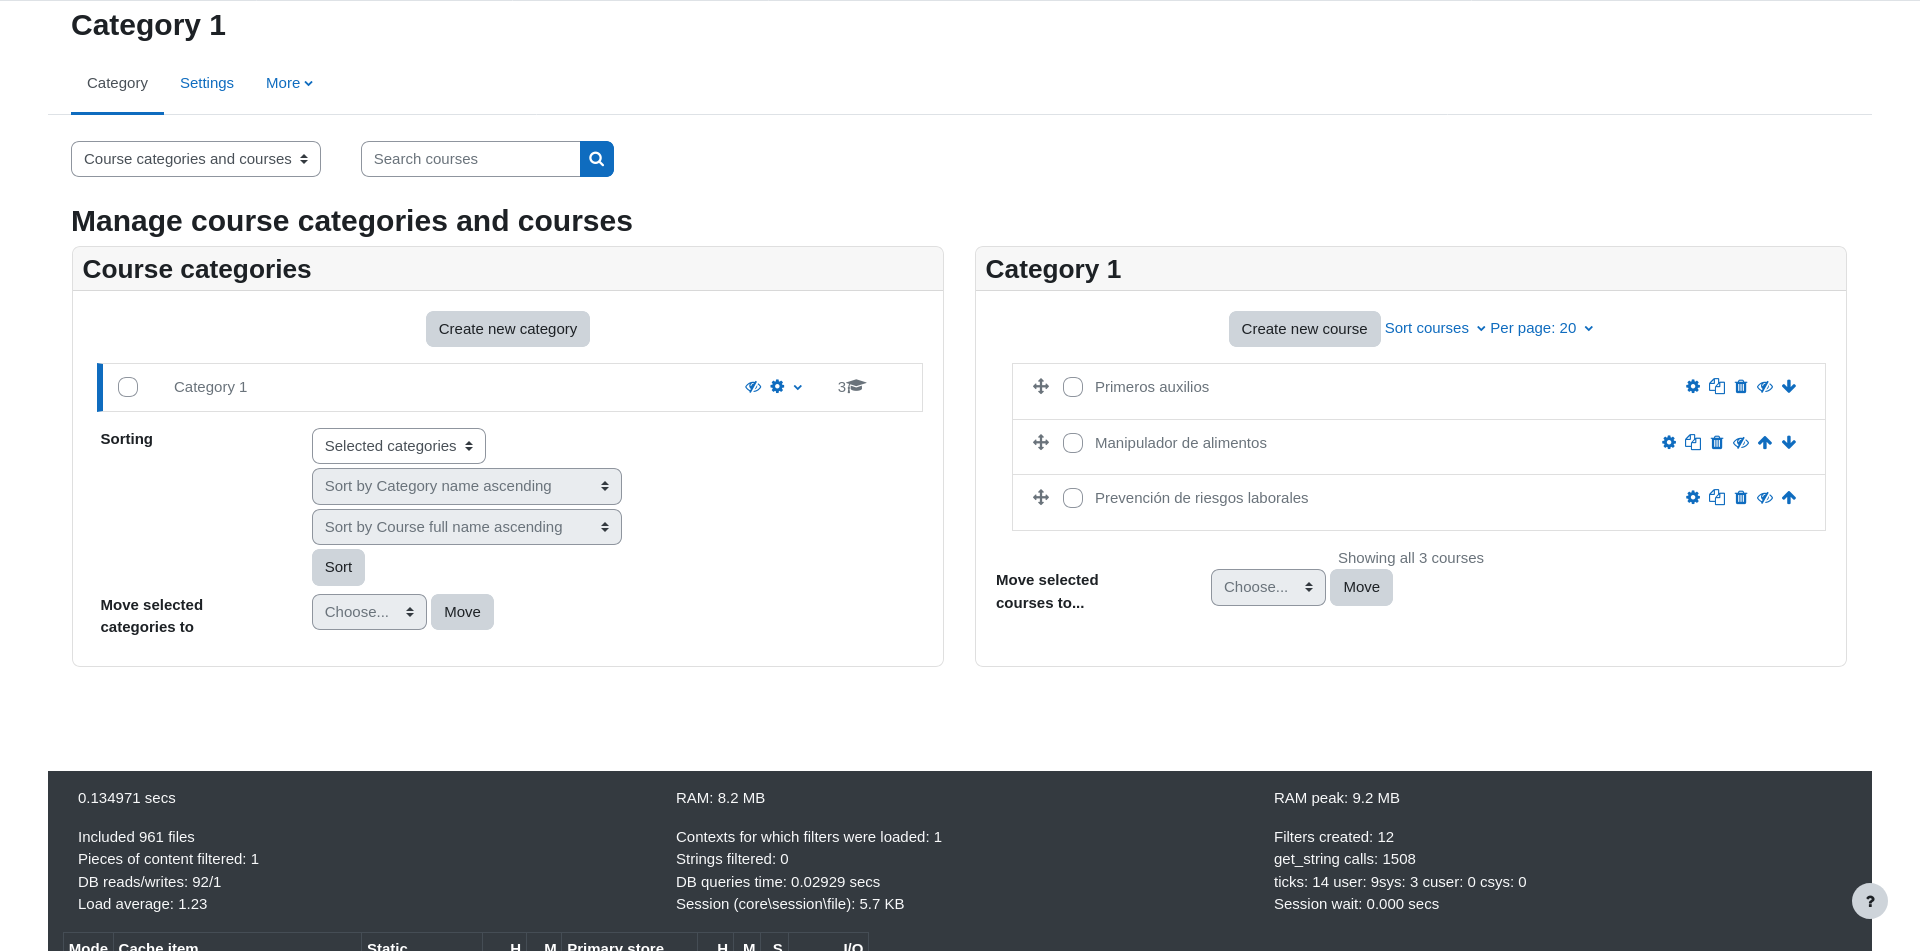 Category 1
Category Settings More
Course categories and courses
Search courses
Manage course categories and courses
Course categories
Create new category
Category 1 3
Sorting
Selected categories
Sort by Category name ascending
Sort by Course full name ascending
Sort
Move selected
categories to
Choose... Move
Category 1
Create new course Sort courses Per page: 20
Primeros auxilios
Manipulador de alimentos
Prevención de riesgos laborales
Showing all 3 courses
Move selected
courses to...
Choose... Move
0.134971 secs
RAM: 8.2 MB
RAM peak: 9.2 MB
Included 961 files
Contexts for which filters were loaded: 1
Filters created: 12
Pieces of content filtered: 1
Strings filtered: 0
get_string calls: 1508
DB reads/writes: 92/1
DB queries time: 0.02929 secs
ticks: 14 user: 9sys: 3 cuser: 0 csys: 0
Load average: 1.23
Session (core\session\file): 5.7 KB
Session wait: 0.000 secs
?
Mode Cache item Static H M Primary store H M S I/O